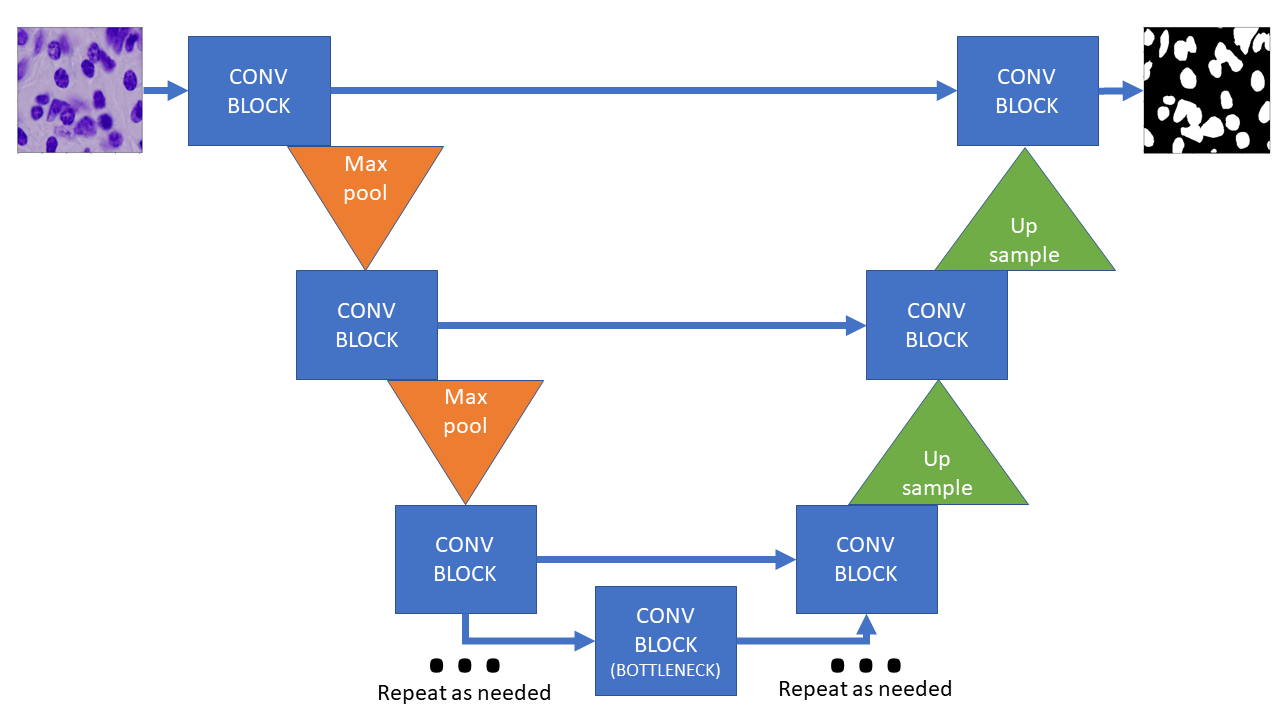 CONV
BLOCK
CONV
BLOCK
Max
pool
Up
sample
CONV
BLOCK
CONV
BLOCK
Max
pool
Up
sample
CONV
BLOCK
CONV
BLOCK
CONV
BLOCK
(BOTTLENECK)
Repeat as needed
Repeat as needed